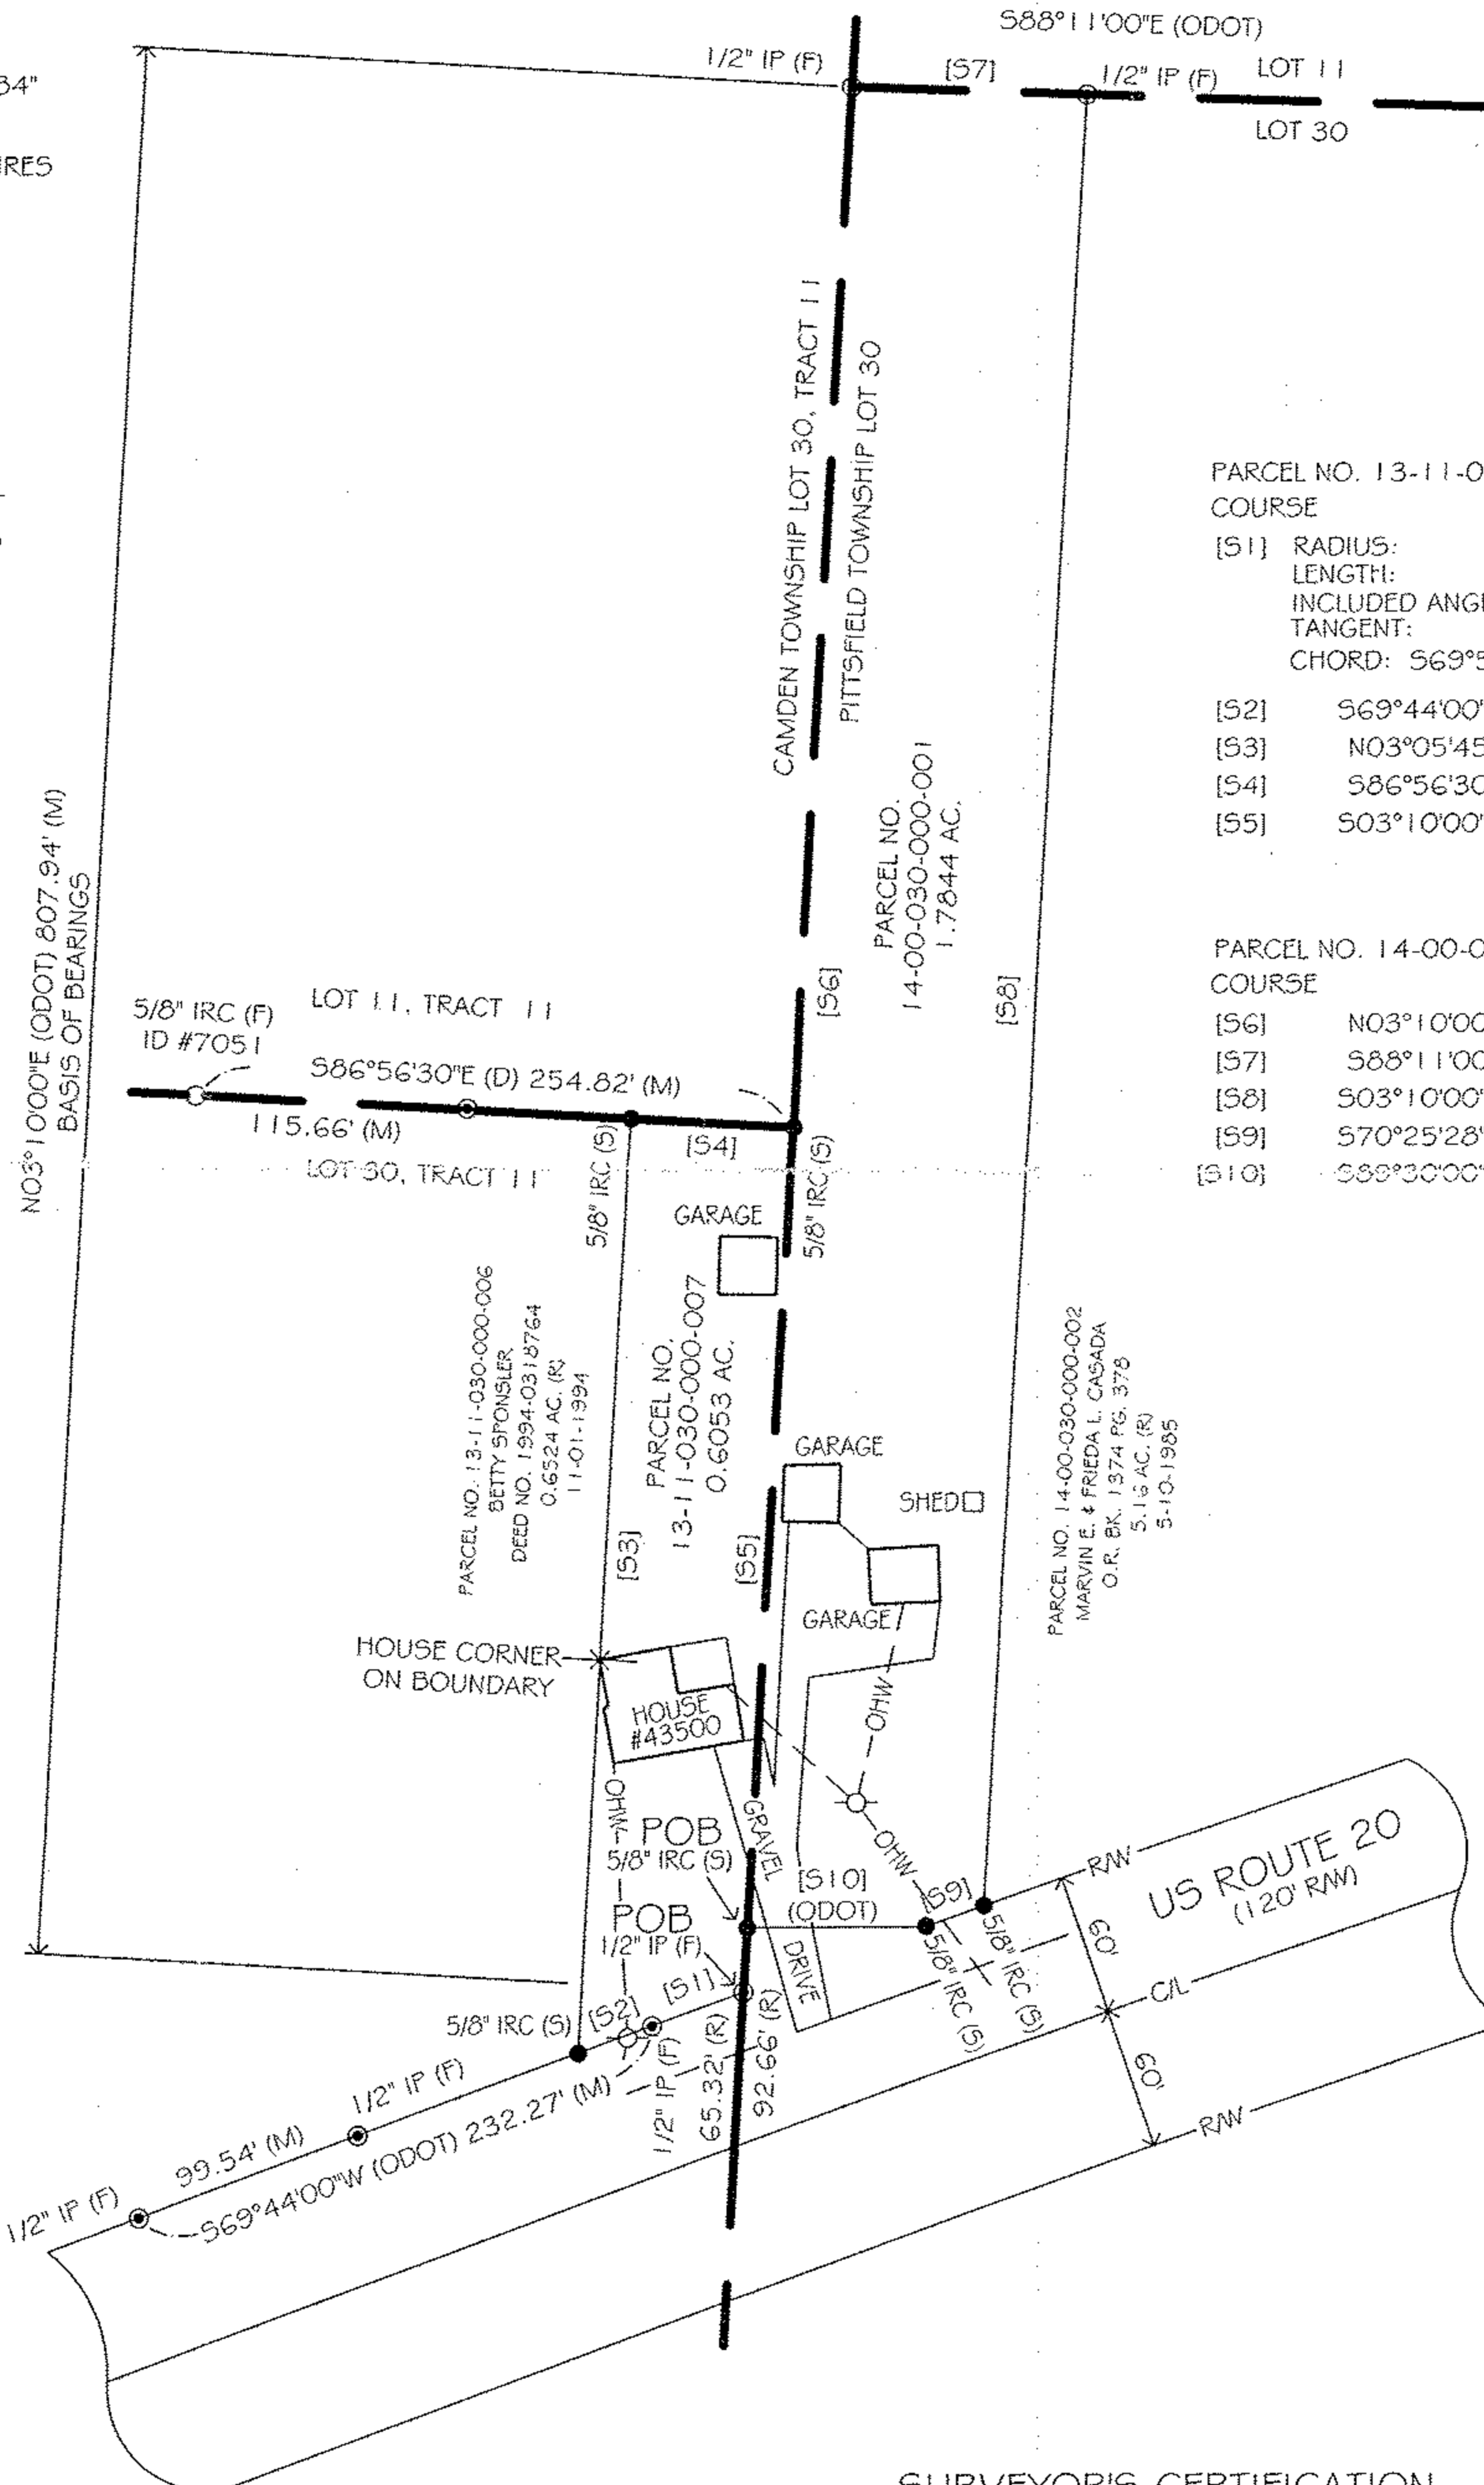 S88°11'00"E (ODOT)
34"
1/2" IP (F)
[S7]
1/2" IP (F)
LOT 11
LOT 30
IRES
CAMDEN TOWNSHIP LOT 30, TRACT 11
PITTSFIELD TOWNSHIP LOT 30
PARCEL NO. 13-11-0
COURSE
[S1] RADIUS:
LENGTH:
INCLUDED ANGL
TANGENT:
CHORD: S69°5
[S2] S69°44'00"
[S3] N03°05'45
[S4] S86°56'30
[S5] S03°10'00"
PARCEL NO.
14-00-030-000-001
1.7844 AC.
N03°10'00"E (ODOT) 807.94' (M)
BASIS OF BEARINGS
PARCEL NO. 14-00-0
COURSE
[S6] N03°10'00
[S7] S88°11'00
[S8] S03°10'00"
[S9] S70°25'28"
[S10] S89°30'00"
[S6]
[S8]
5/8" IRC (F)
ID #7051
LOT 11, TRACT 11
S86°56'30"E (D) 254.82' (M)
115.66' (M)
[S4]
LOT 30, TRACT 11
5/8" IRC (S)
5/8" IRC (S)
GARAGE
PARCEL NO. 13-11-030-000-006
BETTY SPONSLER
DEED NO. 1994-0318764
0.6524 AC. (R)
11-01-1994
PARCEL NO.
13-11-030-000-007
0.6053 AC.
PARCEL NO. 14-00-030-000-002
MARVIN E. & FRIEDA L. CASADA
O.R. BK. 1374 PG. 378
5.16 AC. (R)
5-10-1985
GARAGE
SHED
[S3]
[S5]
GARAGE
HOUSE CORNER
ON BOUNDARY
HOUSE
#43500
OHW
OHW
OHW
GRAVEL
DRIVE
POB
5/8" IRC (S)
[S10]
(ODOT)
[S9]
R/W
US ROUTE 20
(120' R/W)
POB
1/2" IP (F)
[S1]
[S2]
5/8" IRC (S)
5/8" IRC (S)
5/8" IRC (S)
60'
C/L
60'
R/W
1/2" IP (F)
65.32' (R)
92.66' (R)
1/2" IP (F)
99.54' (M)
S69°44'00"W (ODOT) 232.27' (M)
1/2" IP (F)
SURVEYOR'S CERTIFICATION